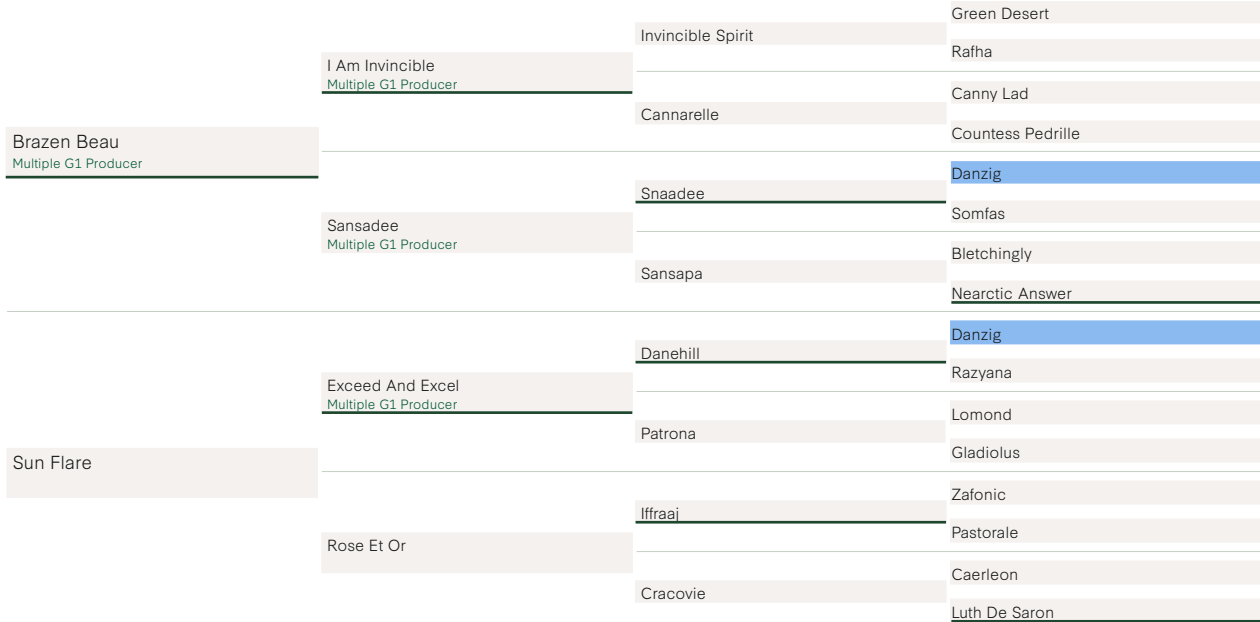 Brazen Beau
Multiple G1 Producer
Sun Flare
I Am Invincible
Multiple G1 Producer
Sansadee
Multiple G1 Producer
Exceed And Excel
Multiple G1 Producer
Rose Et Or
Invincible Spirit
Cannarelle
Snaadee
Sansapa
Danehill
Patrona
Iffraaj
Cracovie
Green Desert
Rafha
Canny Lad
Countess Pedrille
Danzig
Somfas
Bletchingly
Nearctic Answer
Danzig
Razyana
Lomond
Gladiolus
Zafonic
Pastorale
Caerleon
Luth De Saron